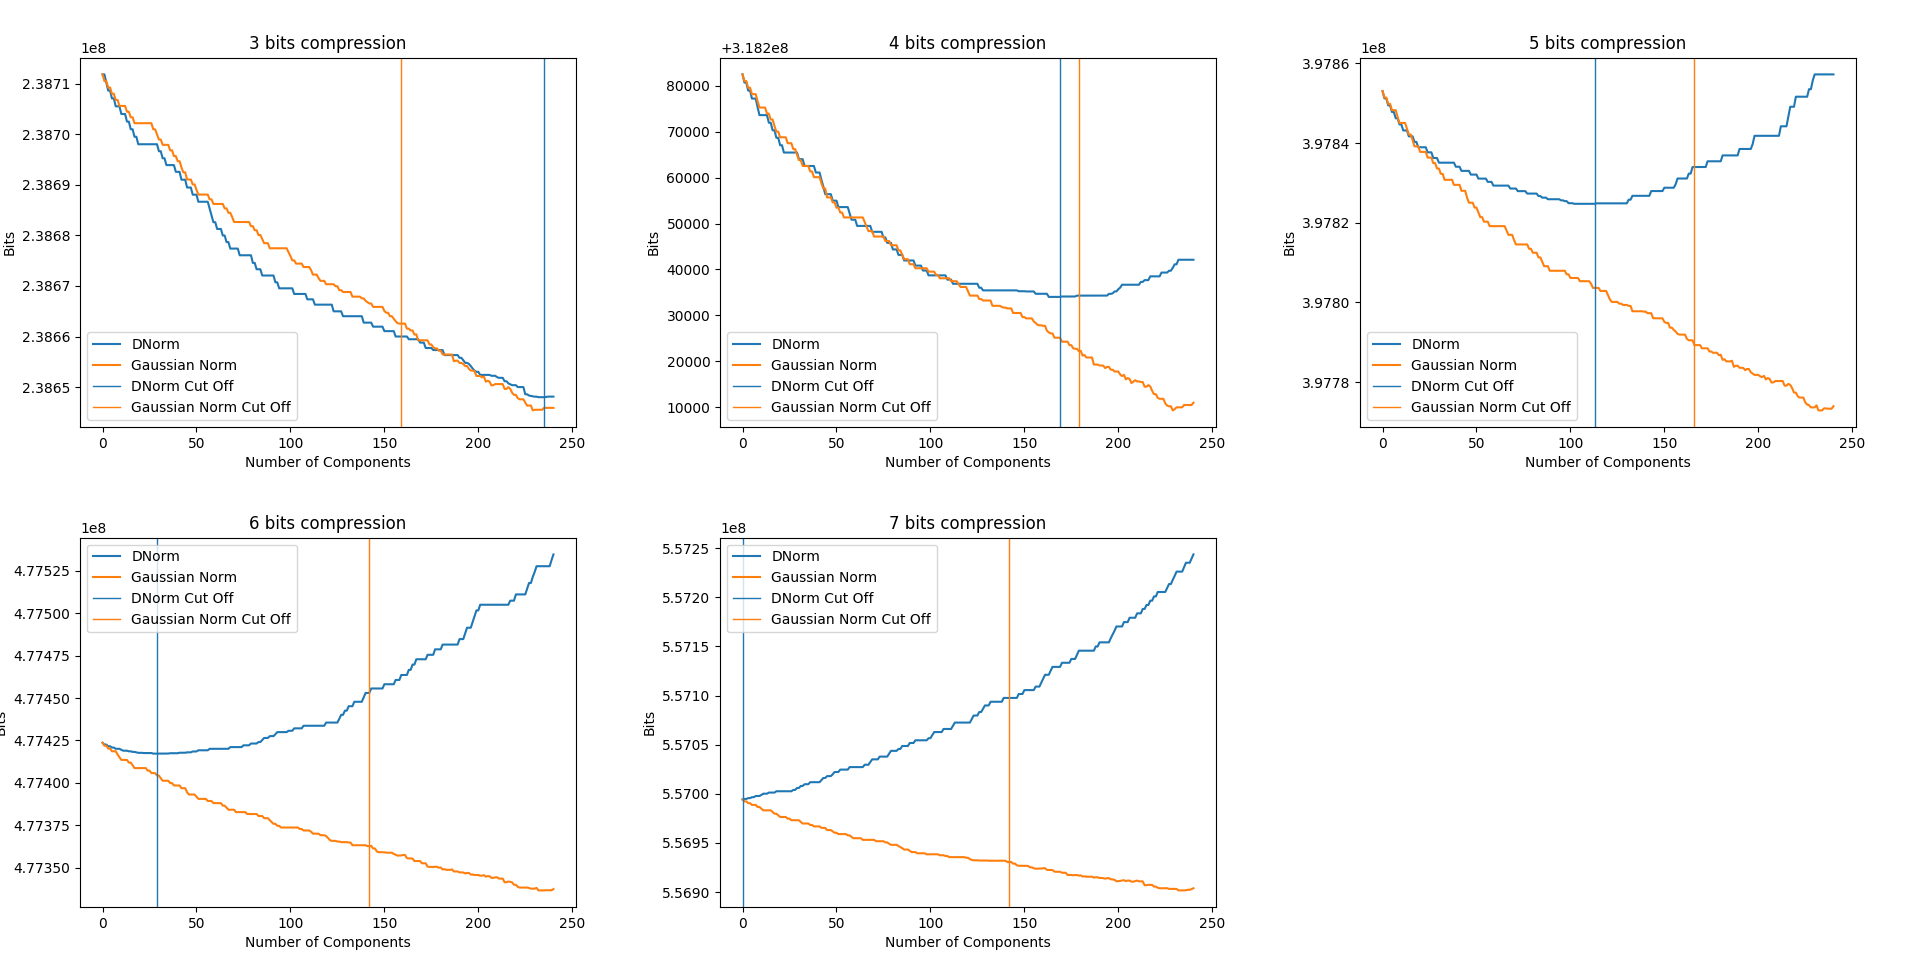 3 bits compression
1e8
2.3871
2.3870
2.3869
2.3868
2.3867
2.3866
2.3865
Bits
DNorm
Gaussian Norm
DNorm Cut Off
Gaussian Norm Cut Off
0 50 100 150 200 250
Number of Components
4 bits compression
+3.182e8
80000
70000
60000
50000
40000
30000
20000
10000
Bits
DNorm
Gaussian Norm
DNorm Cut Off
Gaussian Norm Cut Off
0 50 100 150 200 250
Number of Components
5 bits compression
1e8
3.9786
3.9784
3.9782
3.9780
3.9778
Bits
DNorm
Gaussian Norm
DNorm Cut Off
Gaussian Norm Cut Off
0 50 100 150 200 250
Number of Components
6 bits compression
1e8
4.77525
4.77500
4.77475
4.77450
4.77425
4.77400
4.77375
4.77350
Bits
DNorm
Gaussian Norm
DNorm Cut Off
Gaussian Norm Cut Off
0 50 100 150 200 250
Number of Components
7 bits compression
1e8
5.5725
5.5720
5.5715
5.5710
5.5705
5.5700
5.5695
5.5690
Bits
DNorm
Gaussian Norm
DNorm Cut Off
Gaussian Norm Cut Off
0 50 100 150 200 250
Number of Components